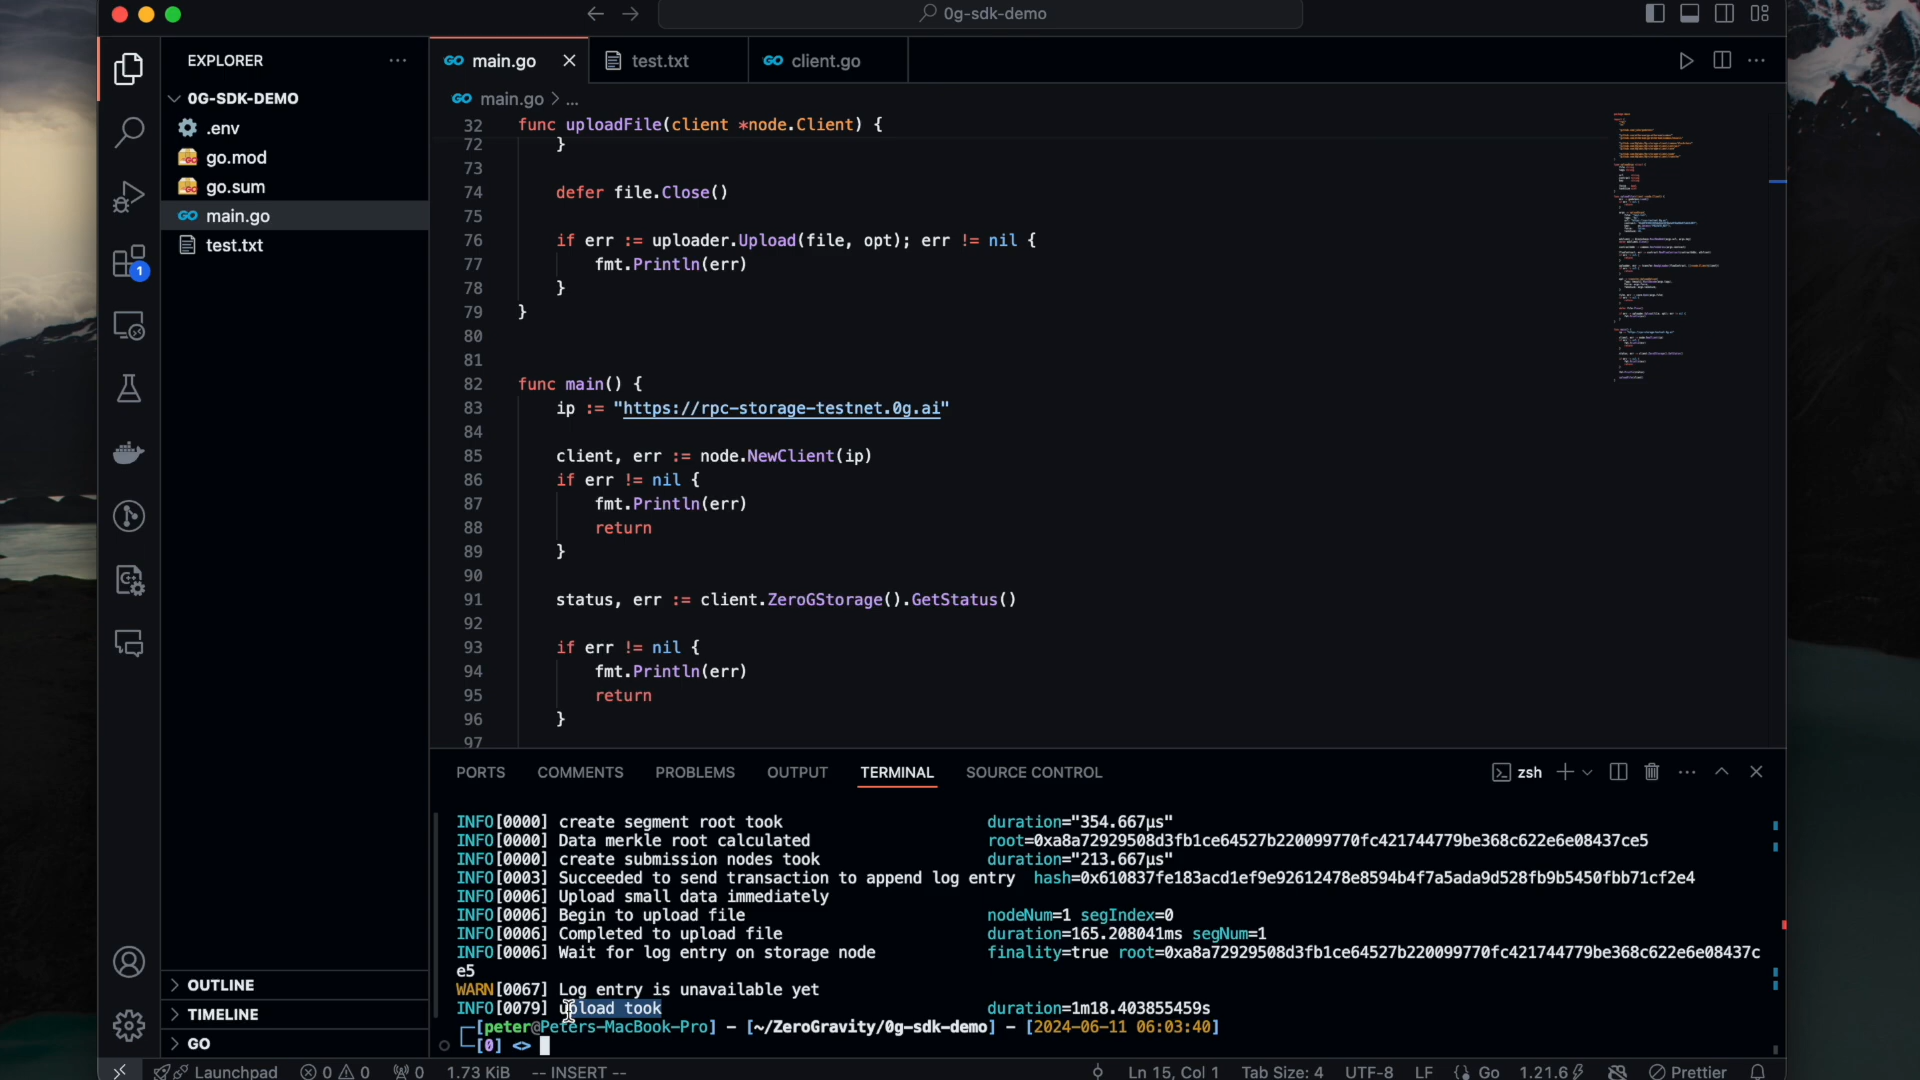 0g-sdk-demo
EXPLORER
0G-SDK-DEMO
.env
go.mod
go.sum
main.go
test.txt
OUTLINE
TIMELINE
GO
1
main.go
test.txt
client.go
main.go > ...
32 func uploadFile(client *node.Client) {
72 }
73
74 defer file.Close()
75
76 if err := uploader.Upload(file, opt); err != nil {
77 fmt.Println(err)
78 }
79 }
80
81
82 func main() {
83 ip := "https://rpc-storage-testnet.0g.ai"
84
85 client, err := node.NewClient(ip)
86 if err != nil {
87 fmt.Println(err)
88 return
89 }
90
91 status, err := client.ZeroGStorage().GetStatus()
92
93 if err != nil {
94 fmt.Println(err)
95 return
96 }
97
PORTS COMMENTS PROBLEMS OUTPUT TERMINAL SOURCE CONTROL zsh
INFO[0000] create segment root took duration="354.667µs"
INFO[0000] Data merkle root calculated root=0xa8a72929508d3fb1ce64527b220099770fc421744779be368c622e6e08437ce5
INFO[0000] create submission nodes took duration="213.667µs"
INFO[0003] Succeeded to send transaction to append log entry hash=0x610837fe183acd1ef9e92612478e8594b4f7a5ada9d528fb9b5450fbb71cf2e4
INFO[0006] Upload small data immediately
INFO[0006] Begin to upload file nodeNum=1 segIndex=0
INFO[0006] Completed to upload file duration=165.208041ms segNum=1
INFO[0006] Wait for log entry on storage node finality=true root=0xa8a72929508d3fb1ce64527b220099770fc421744779be368c622e6e08437c
e5
WARN[0067] Log entry is unavailable yet
INFO[0079] upload took duration=1m18.403855459s
[peter@Peters-MacBook-Pro] - [~/ZeroGravity/0g-sdk-demo] - [2024-06-11 06:03:40]
[0] <>
Launchpad 0 0 0 1.73 KiB -- INSERT -- Ln 15, Col 1 Tab Size: 4 UTF-8 LF Go 1.21.6 Prettier